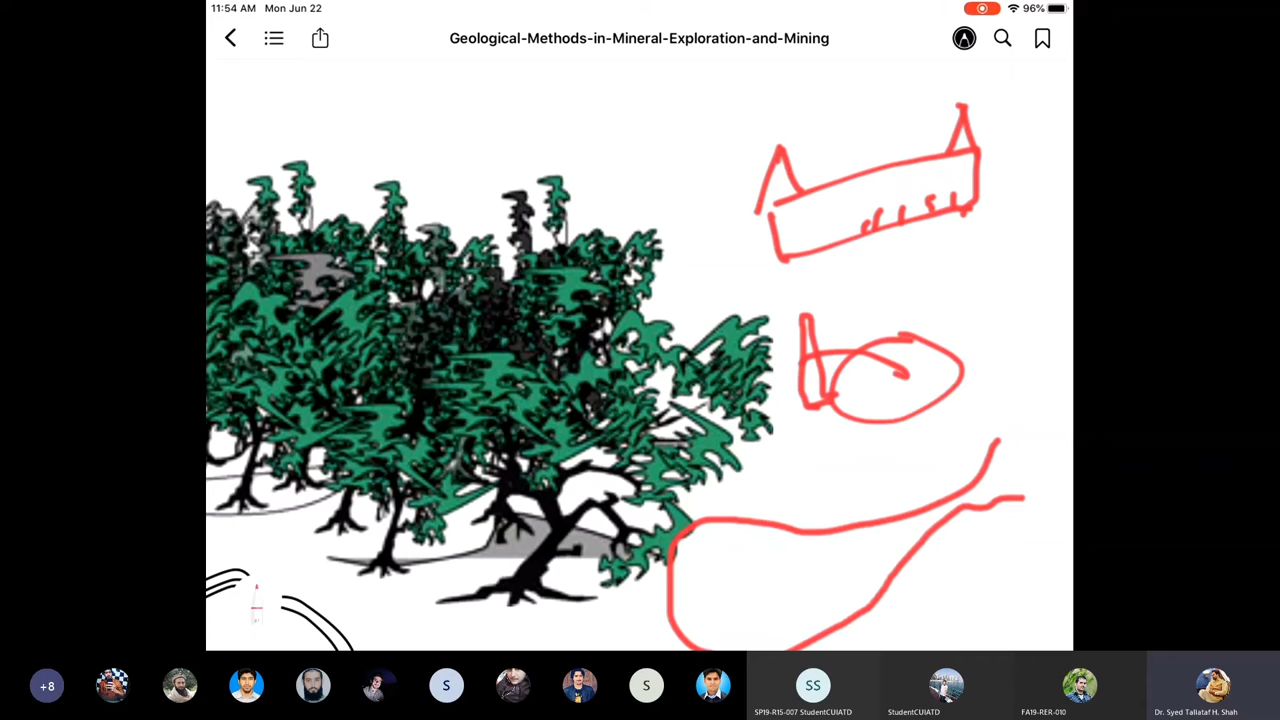 11:54 AM Mon Jun 22
96%
Geological-Methods-in-Mineral-Exploration-and-Mining
+8
S
S
SS
SP19-R1S-007 StudentCUIATD
StudentCUIATD
FA19-RER-010
Dr. Syed Tallataf H. Shah